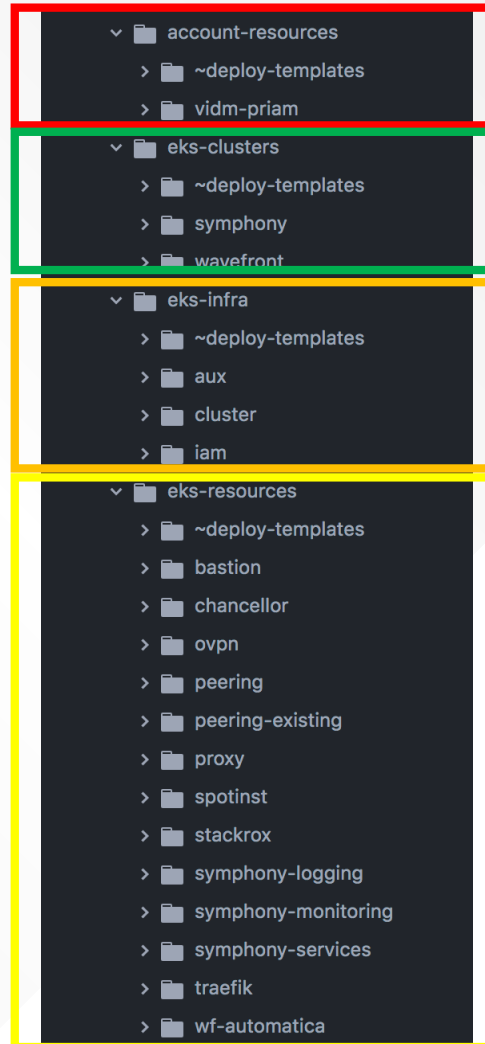 account-resources
~deploy-templates
vidm-priam
eks-clusters
~deploy-templates
symphony
wavefront
eks-infra
~deploy-templates
aux
cluster
iam
eks-resources
~deploy-templates
bastion
chancellor
ovpn
peering
peering-existing
proxy
spotinst
stackrox
symphony-logging
symphony-monitoring
symphony-services
traefik
wf-automatica